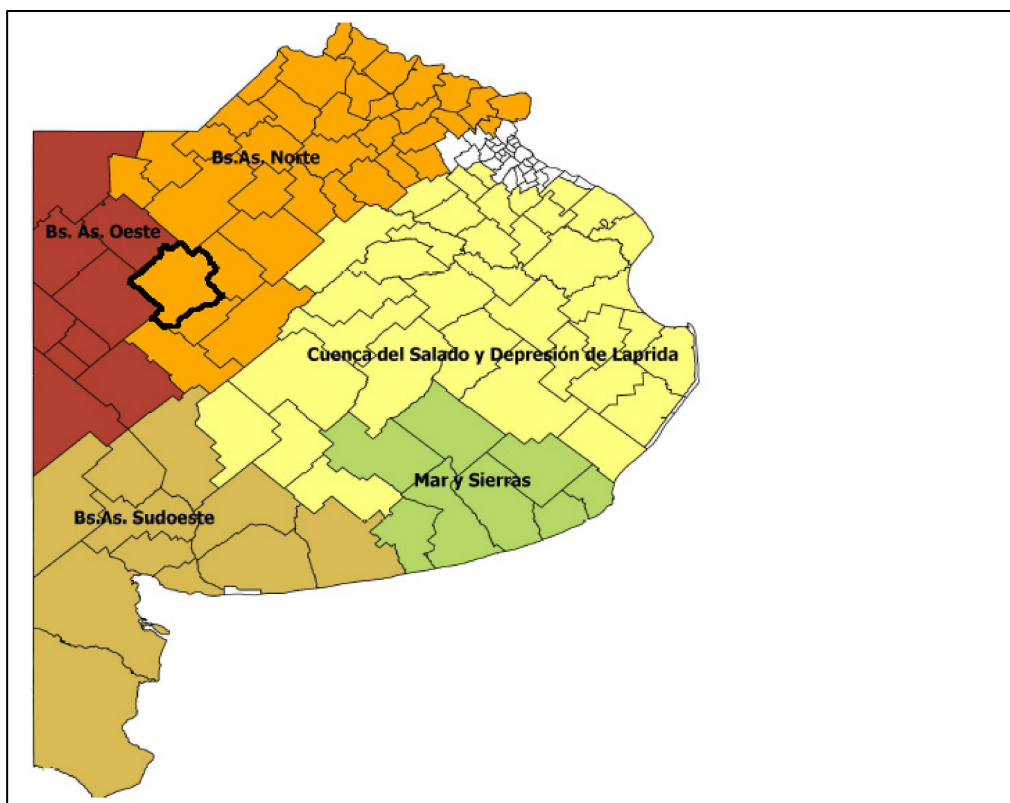 Bs.As. Norte
Bs. As. Oeste
Cuenca del Salado y Depresión de Laprida
Mar y Sierras
Bs.As. Sudoeste